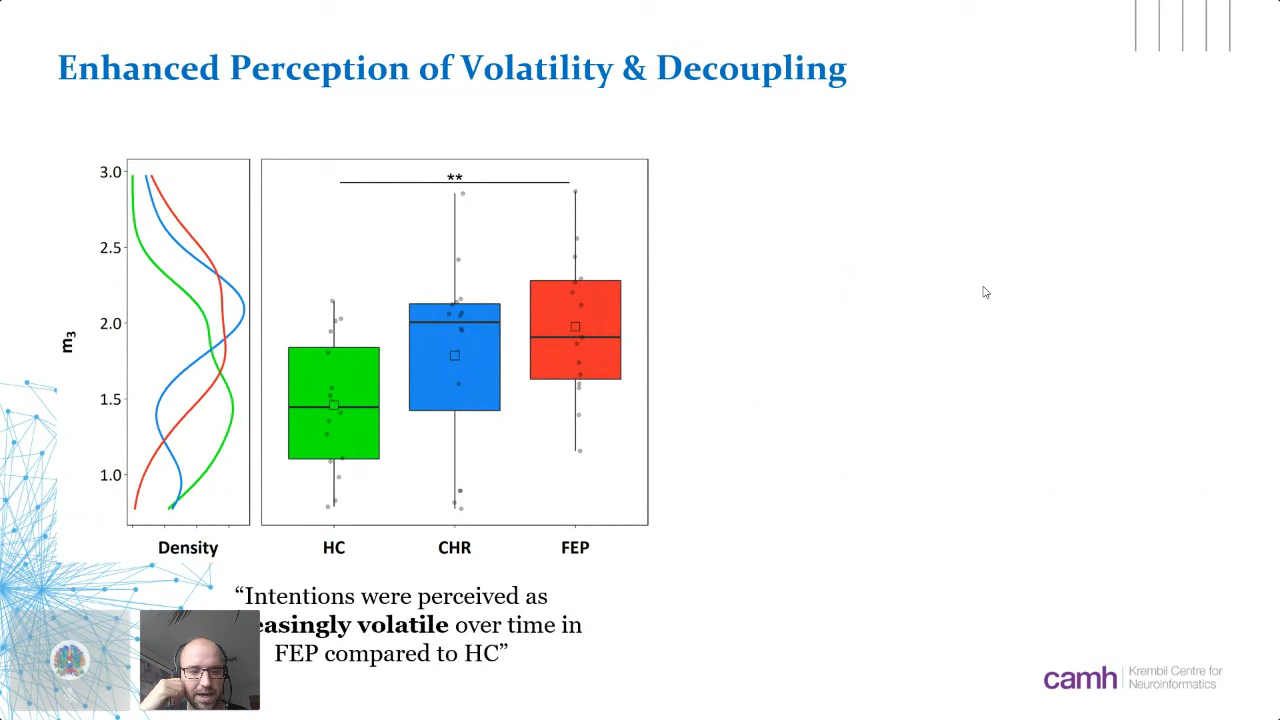 Enhanced Perception of Volatility & Decoupling
3.0
2.5
2.0
1.5
1.0
m3
**
Density
HC
CHR
FEP
“Intentions were perceived as
easingly volatile over time in
FEP compared to HC”
camh
Krembil Centre for
Neuroinformatics